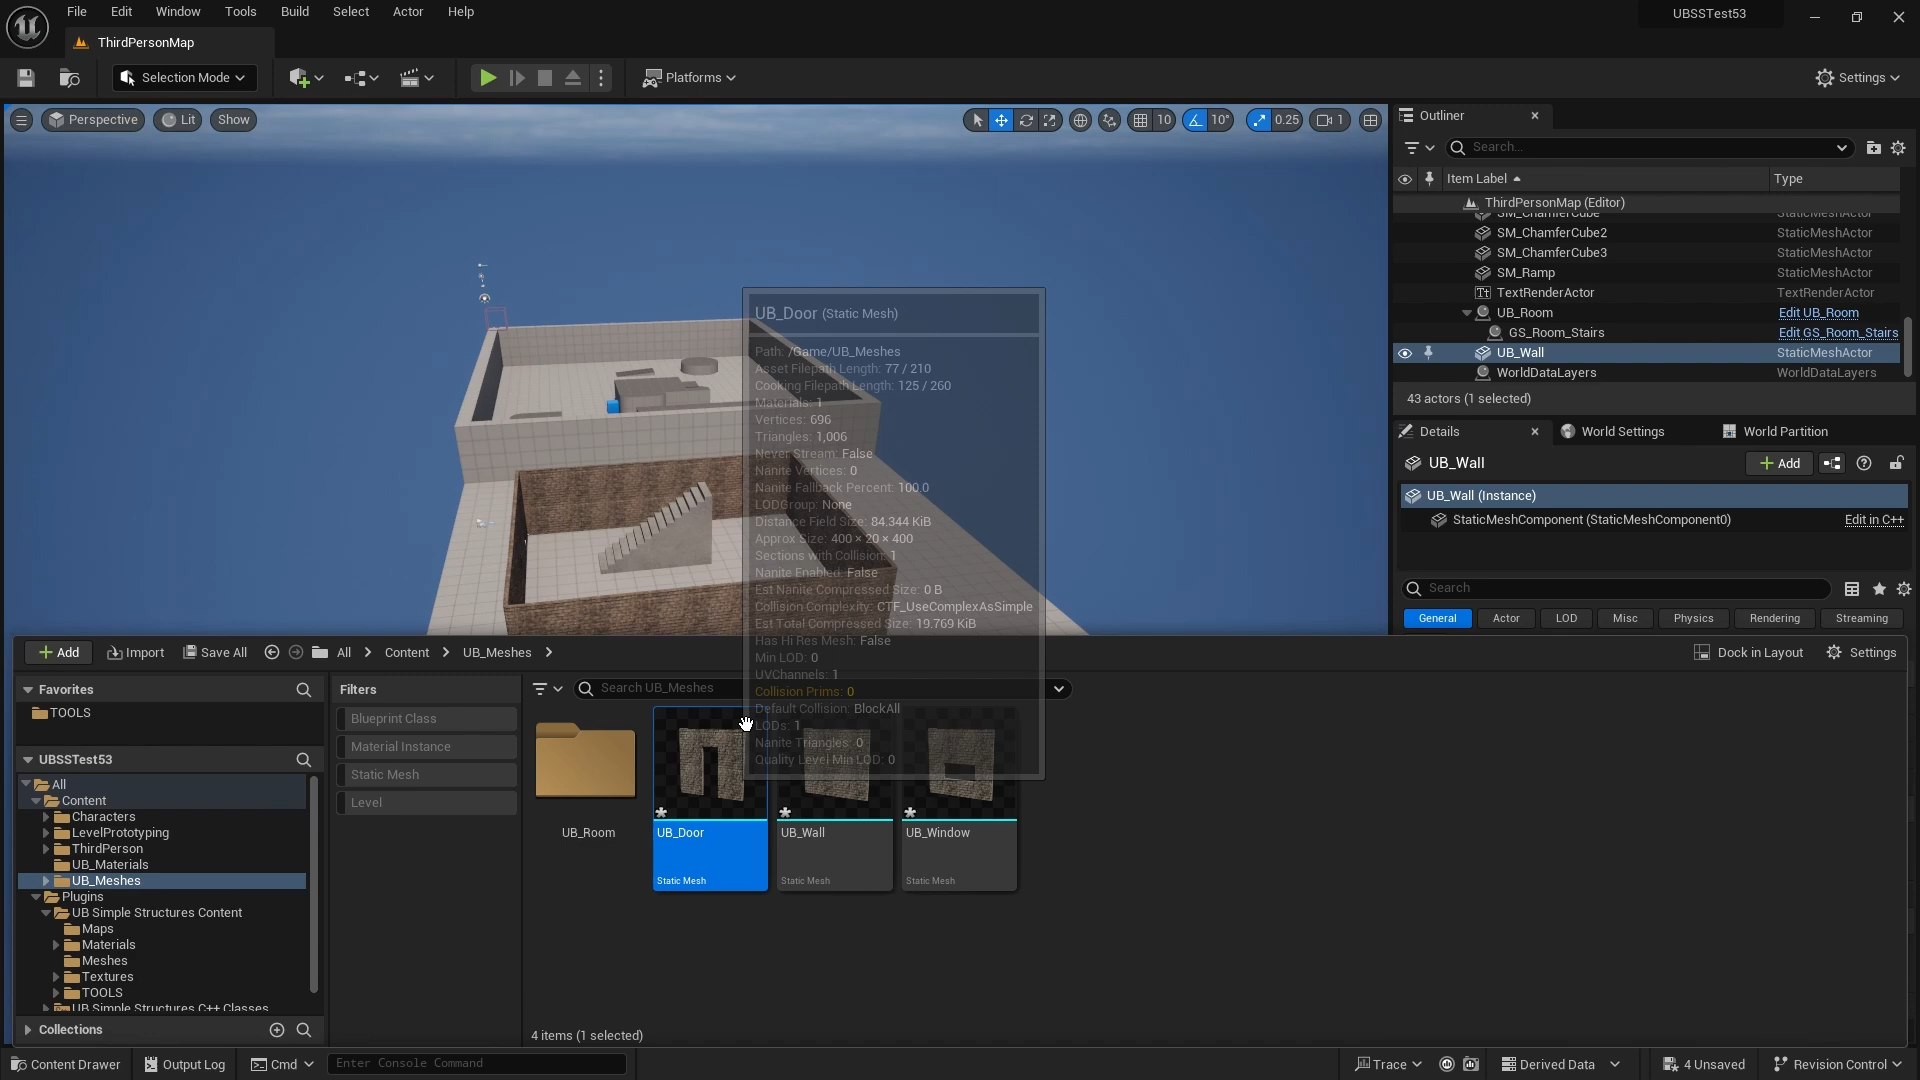 File Edit Window Tools Build Select Actor Help
UBSSTest53
ThirdPersonMap
Selection Mode
Platforms
Settings
Perspective
Lit
Show
10
10°
0.25
1
Outliner
Search...
Item Label
Type
ThirdPersonMap (Editor)
SM_ChamferCube StaticMeshActor
SM_ChamferCube2 StaticMeshActor
SM_ChamferCube3 StaticMeshActor
SM_Ramp StaticMeshActor
Tt TextRenderActor TextRenderActor
UB_Room Edit UB_Room
GS_Room_Stairs Edit GS_Room_Stairs
UB_Wall StaticMeshActor
WorldDataLayers WorldDataLayers
43 actors (1 selected)
Details
World Settings
World Partition
UB_Wall
Add
UB_Wall (Instance)
StaticMeshComponent (StaticMeshComponent0) Edit in C++
Search
General Actor LOD Misc Physics Rendering Streaming
UB_Door (Static Mesh)
Path: /Game/UB_Meshes
Asset Filepath Length: 77 / 210
Cooking Filepath Length: 125 / 260
Materials: 1
Vertices: 696
Triangles: 1,006
Never Stream: False
Nanite Vertices: 0
Nanite Fallback Percent: 100.0
LODGroup: None
Distance Field Size: 84.344 KiB
Approx Size: 400 × 20 × 400
Sections with Collision: 1
Nanite Enabled: False
Est Nanite Compressed Size: 0 B
Collision Complexity: CTF_UseComplexAsSimple
Est Total Compressed Size: 19.769 KiB
Has Hi Res Mesh: False
Min LOD: 0
UVChannels: 1
Collision Prims: 0
Default Collision: BlockAll
LODs: 1
Nanite Triangles: 0
Quality Level Min LOD: 0
Add Import Save All All Content UB_Meshes
Dock in Layout Settings
Favorites
TOOLS
UBSSTest53
All
Content
Characters
LevelPrototyping
ThirdPerson
UB_Materials
UB_Meshes
Plugins
UB Simple Structures Content
Maps
Materials
Meshes
Textures
TOOLS
UB Simple Structures C++ Classes
Collections
Filters
Blueprint Class
Material Instance
Static Mesh
Level
Search UB_Meshes
UB_Room
UB_Door
Static Mesh
UB_Wall
Static Mesh
UB_Window
Static Mesh
4 items (1 selected)
Content Drawer Output Log Cmd Enter Console Command
Trace Derived Data 4 Unsaved Revision Control